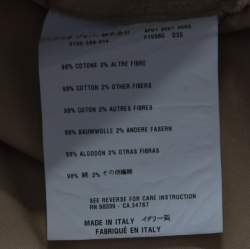 98% COTONE 2% ALTRE FIBRE
98% COTTON 2% OTHER FIBERS
98% COTON 2% AUTRES FIBRES
98% BAUMWOLLE 2% ANDERE FASERN
98% ALGODÓN 2% OTRAS FIBRAS
98% 綿 2% その他繊維
SEE REVERSE FOR CARE INSTRUCTION
MADE IN ITALY イタリー製
FABRIQUÉ EN ITALY